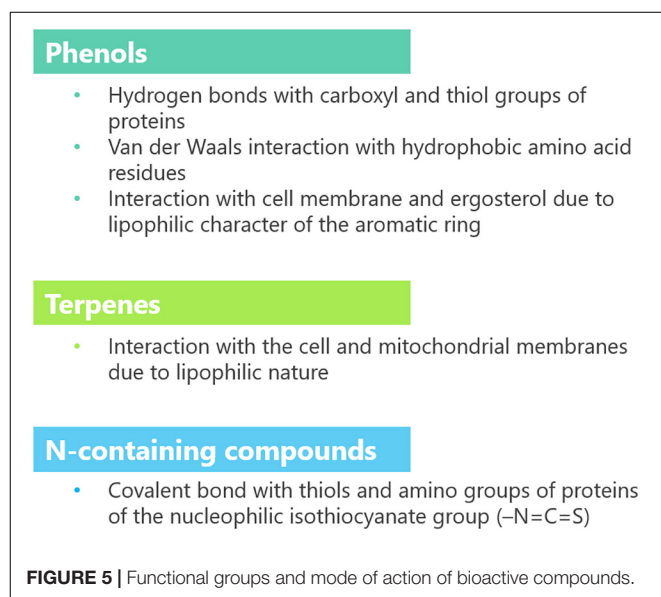 Phenols
• Hydrogen bonds with carboxyl and thiol groups of
proteins
• Van der Waals interaction with hydrophobic amino acid
residues
• Interaction with cell membrane and ergosterol due to
lipophilic character of the aromatic ring
Terpenes
• Interaction with the cell and mitochondrial membranes
due to lipophilic nature
N-containing compounds
• Covalent bond with thiols and amino groups of proteins
of the nucleophilic isothiocyanate group (–N=C=S)
FIGURE 5 | Functional groups and mode of action of bioactive compounds.